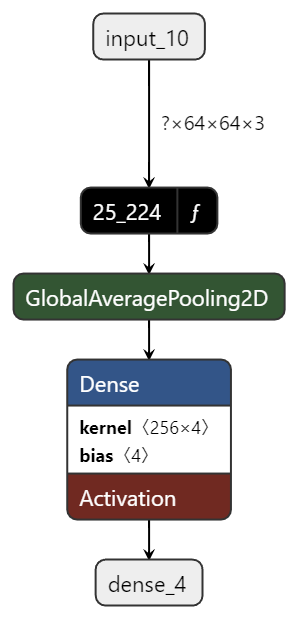 input_10
?×64×64×3
25_224 ƒ
GlobalAveragePooling2D
Dense
kernel〈256×4〉
bias〈4〉
Activation
dense_4